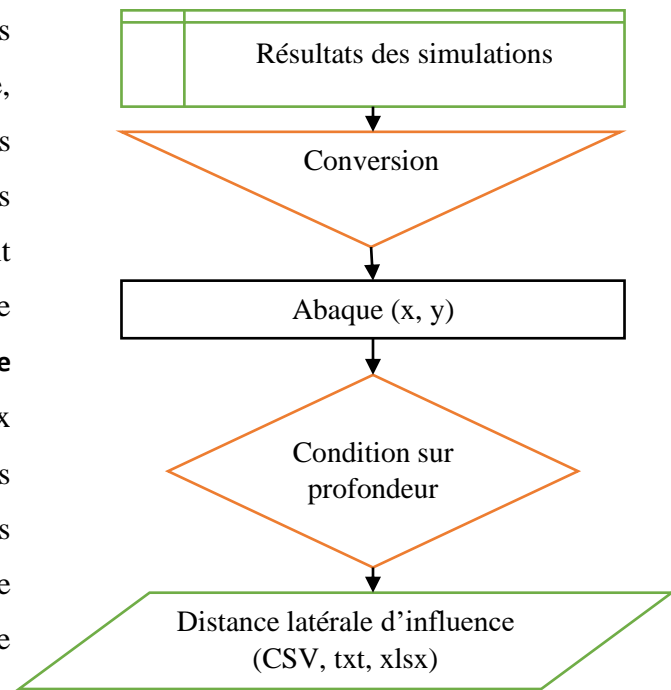 s
Résultats des simulations
e,
s
Conversion
s
t
e
Abaque (x, y)
e
x
s
Condition sur
profondeur
s
e
Distance latérale d’influence
e
(CSV, txt, xlsx)